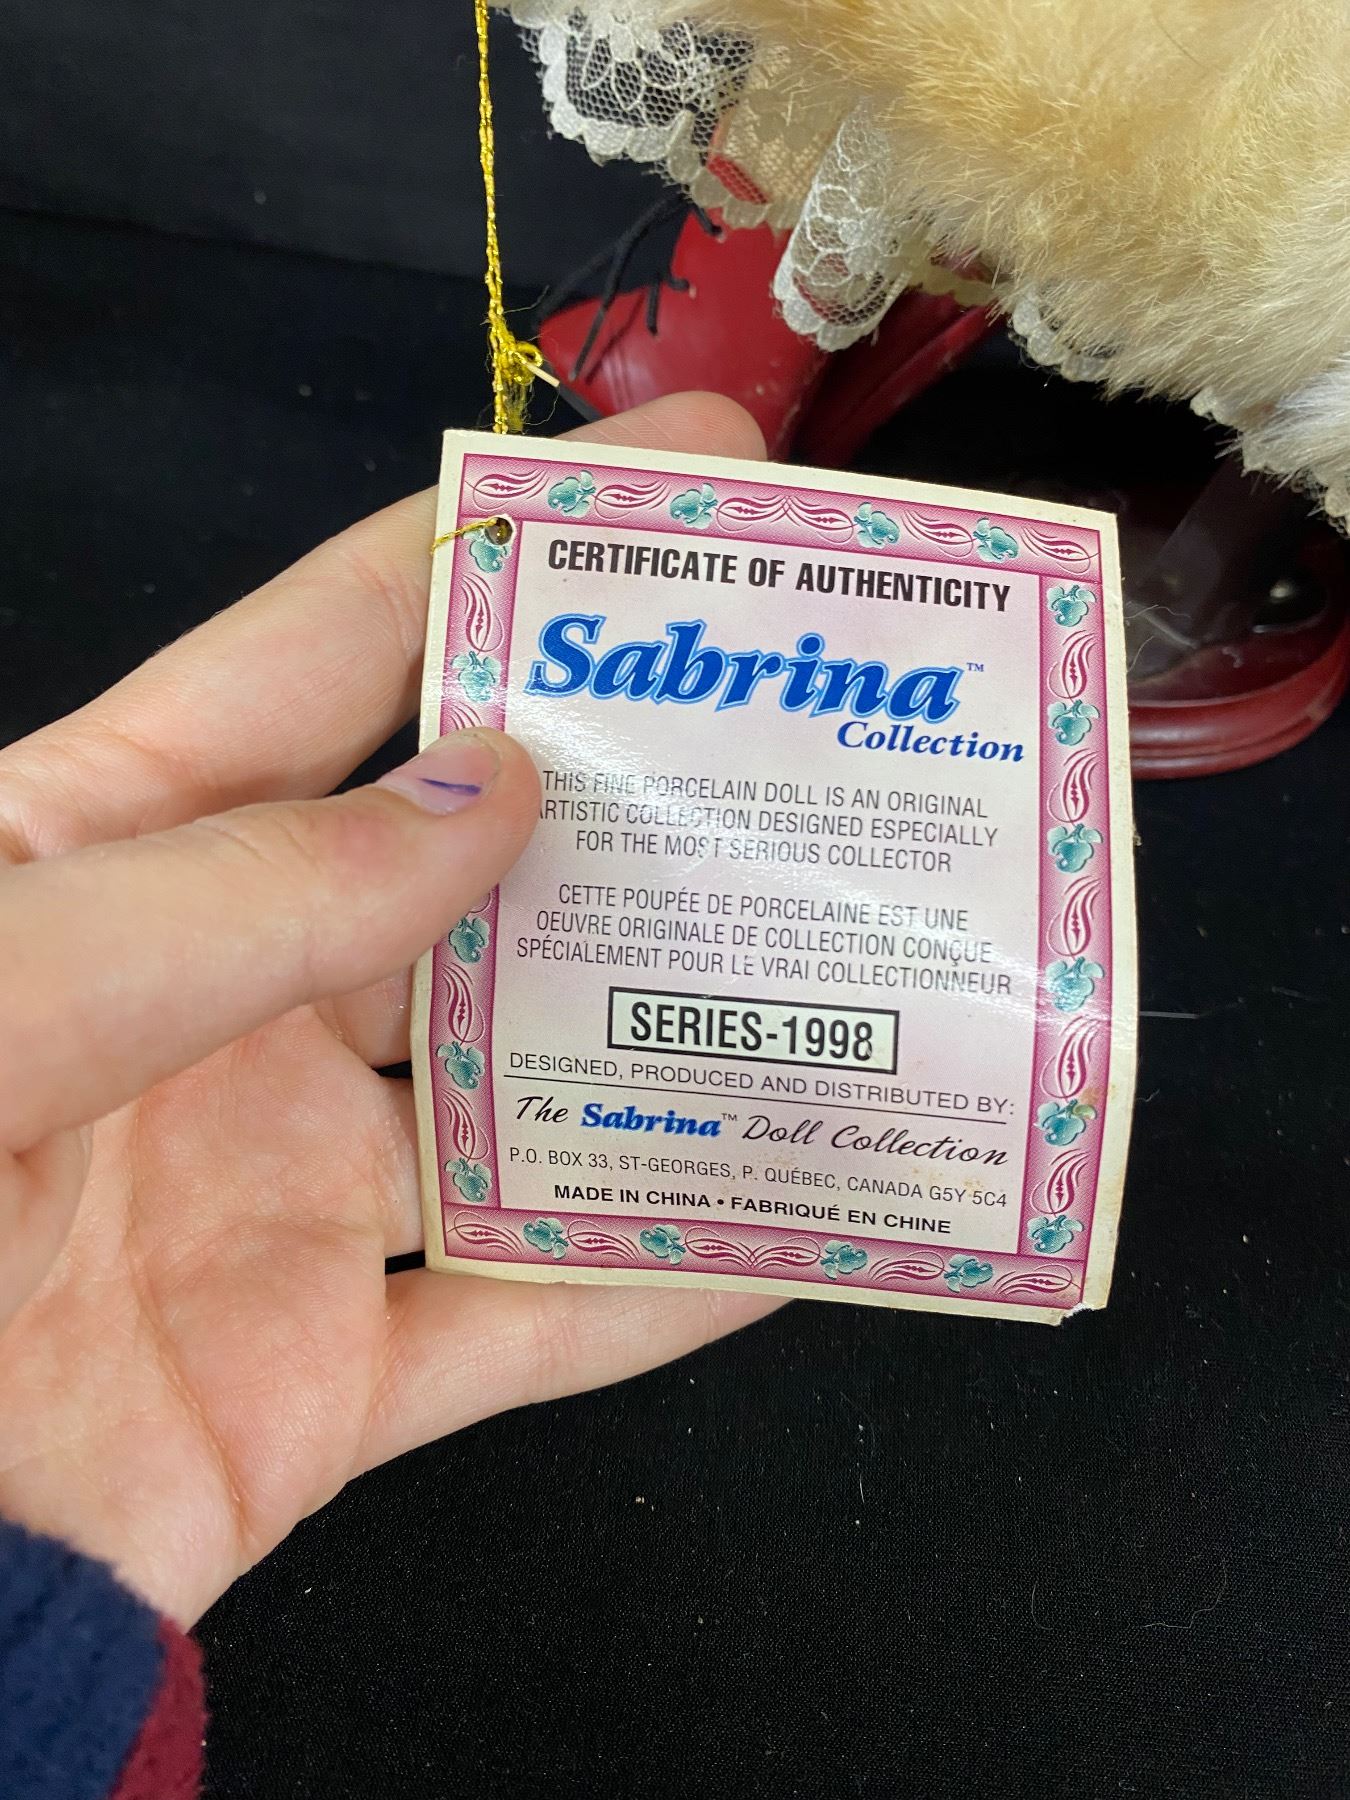 CERTIFICATE OF AUTHENTICITY
Sabrina™
Collection
THIS FINE PORCELAIN DOLL IS AN ORIGINAL
ARTISTIC COLLECTION DESIGNED ESPECIALLY
FOR THE MOST SERIOUS COLLECTOR
CETTE POUPÉE DE PORCELAINE EST UNE
OEUVRE ORIGINALE DE COLLECTION CONÇUE
SPÉCIALEMENT POUR LE VRAI COLLECTIONNEUR
SERIES-1998
DESIGNED, PRODUCED AND DISTRIBUTED BY:
The Sabrina™ Doll Collection
P.O. BOX 33, ST-GEORGES, P. QUÉBEC, CANADA G5Y 5C4
MADE IN CHINA • FABRIQUÉ EN CHINE